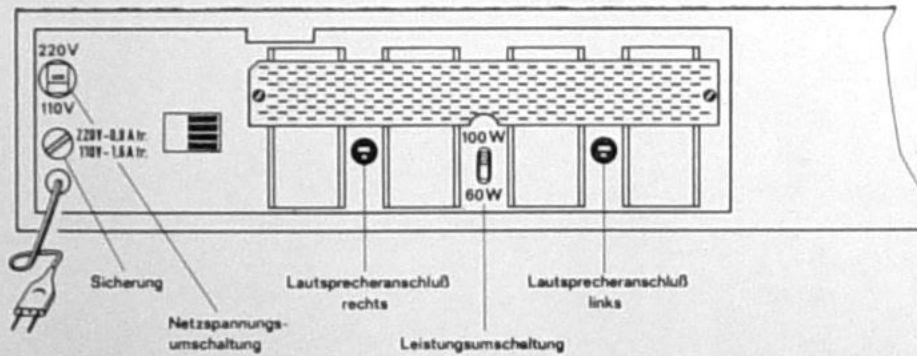 220V
110V
220V-0,8 A tr.
110V-1,6 A tr.
100 W
60 W
Sicherung
Lautsprecheranschluß
rechts
Lautsprecheranschluß
links
Netzspannungs-
umschaltung
Leistungsumschaltung